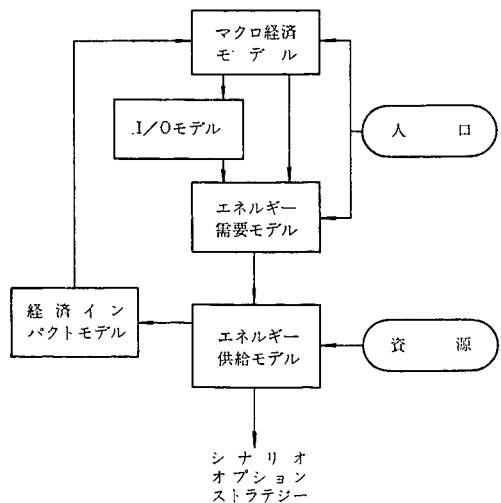 マクロ経済
モデル
.I/Oモデル
人口
エネルギー
需要モデル
経済イン
パクトモデル
エネルギー
供給モデル
資源
シナリオ
オプション
ストラテジー